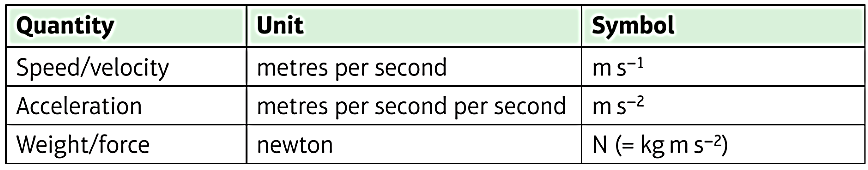 Quantity Unit Symbol
Speed/velocity metres per second m s⁻¹
Acceleration metres per second per second m s⁻²
Weight/force newton N (= kg m s⁻²)